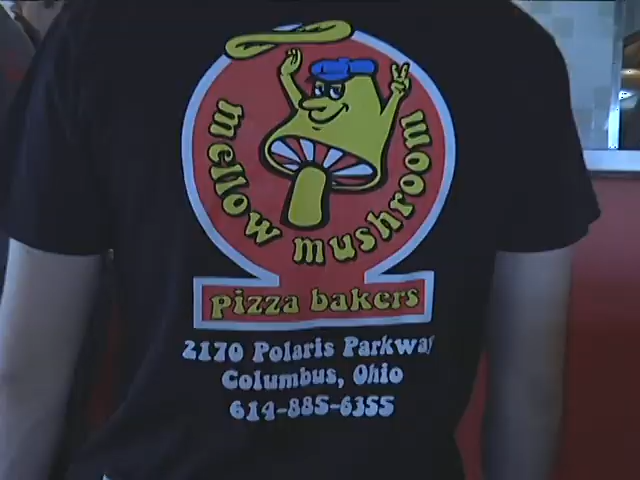 mellow mushroom
pizza bakers
2170 Polaris Parkway
Columbus, Ohio
614-885-6355